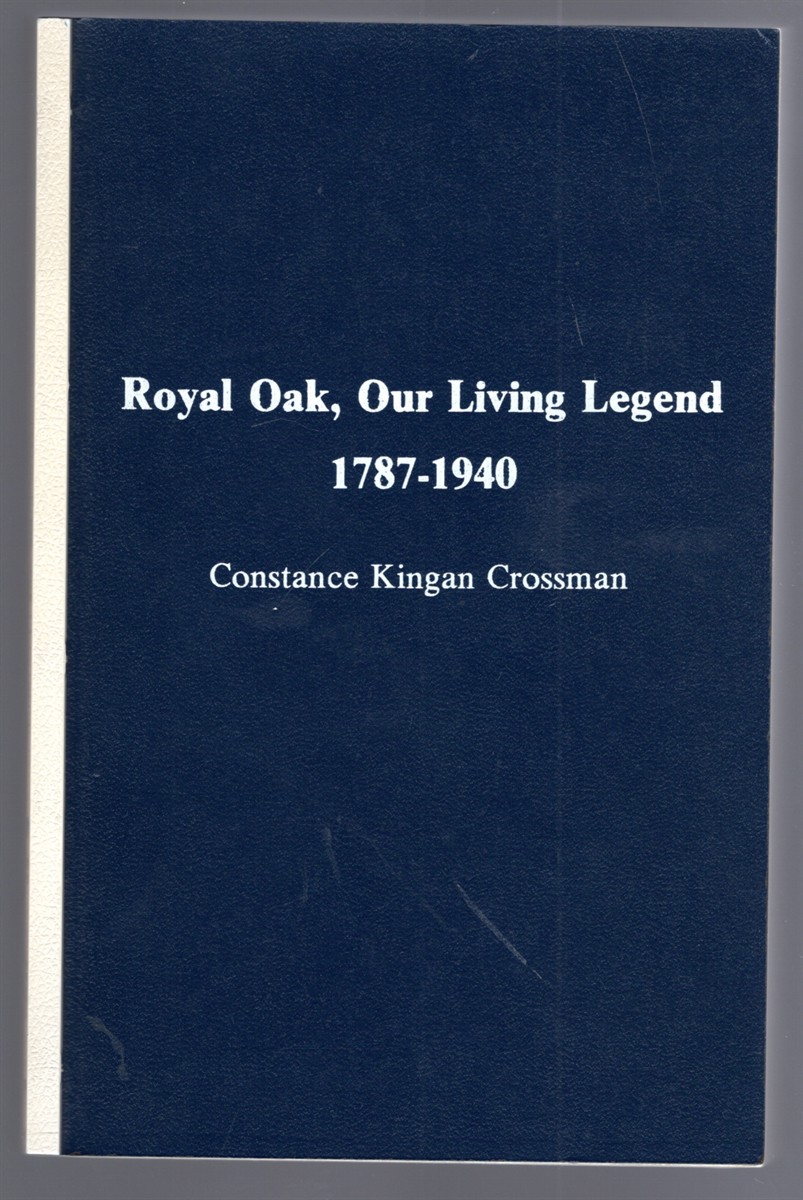 Royal Oak, Our Living Legend
1787-1940
Constance Kingan Crossman